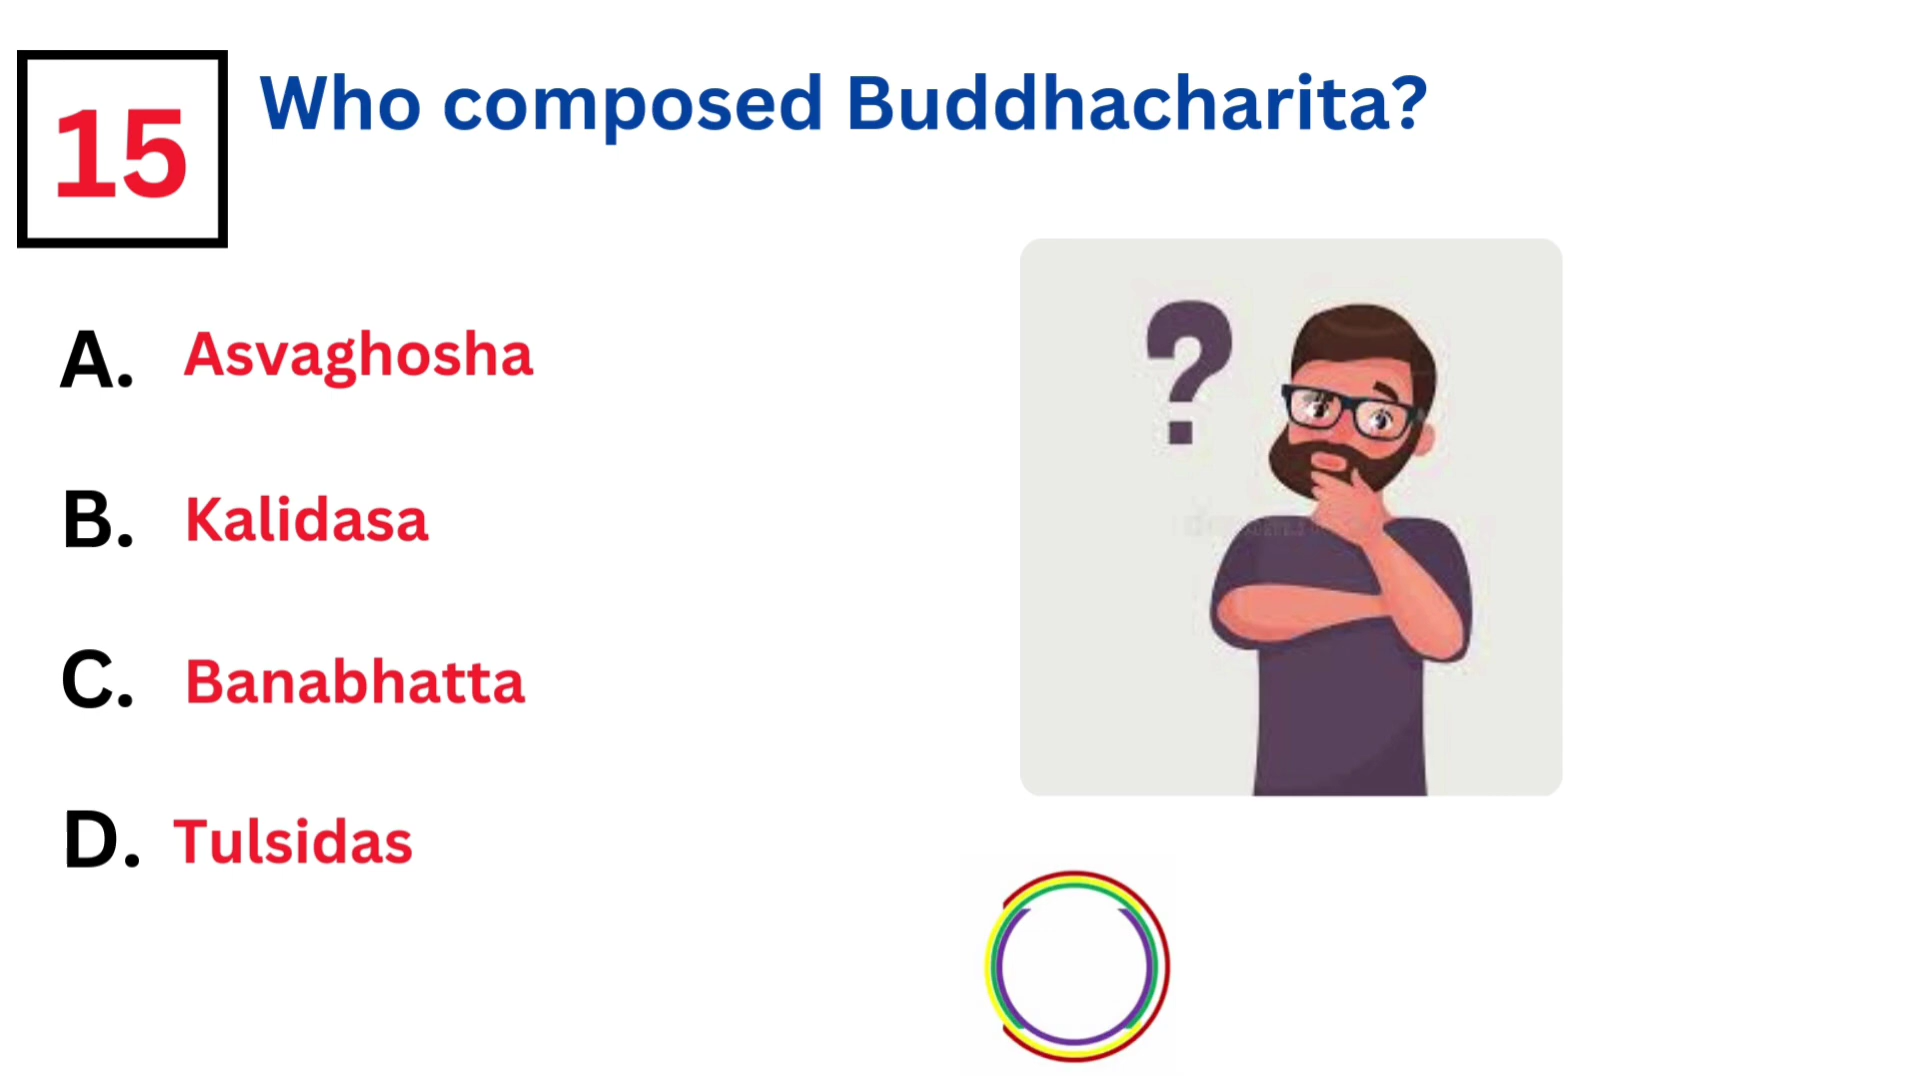 15
Who composed Buddhacharita?
A. Asvaghosha
B. Kalidasa
C. Banabhatta
D. Tulsidas
?